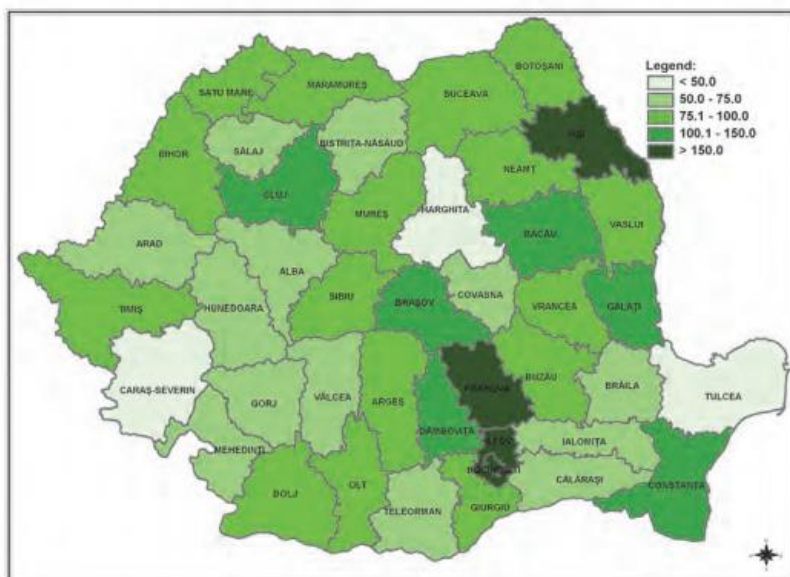 Legend:
< 50.0
50.0 - 75.0
75.1 - 100.0
100.1 - 150.0
> 150.0
BOTOȘANI
SATU MARE
MARAMUREȘ
SUCEAVA
IAȘI
SĂLAJ
BISTRIȚA-NĂSĂUD
BIHOR
NEAMȚ
CLUJ
MUREȘ
HARGHITA
BACĂU
VASLUI
ARAD
ALBA
TIMIȘ
HUNEDOARA
SIBIU
BRAȘOV
COVASNA
VRANCEA
GALAȚI
CARAȘ-SEVERIN
GORJ
VÂLCEA
ARGEȘ
PRAHOVA
BUZĂU
BRĂILA
TULCEA
DÂMBOVIȚA
ILFOV
IALOMIȚA
MEHEDINȚI
CĂLĂRAȘI
CONSTANȚA
DOLJ
OLT
TELEORMAN
GIURGIU